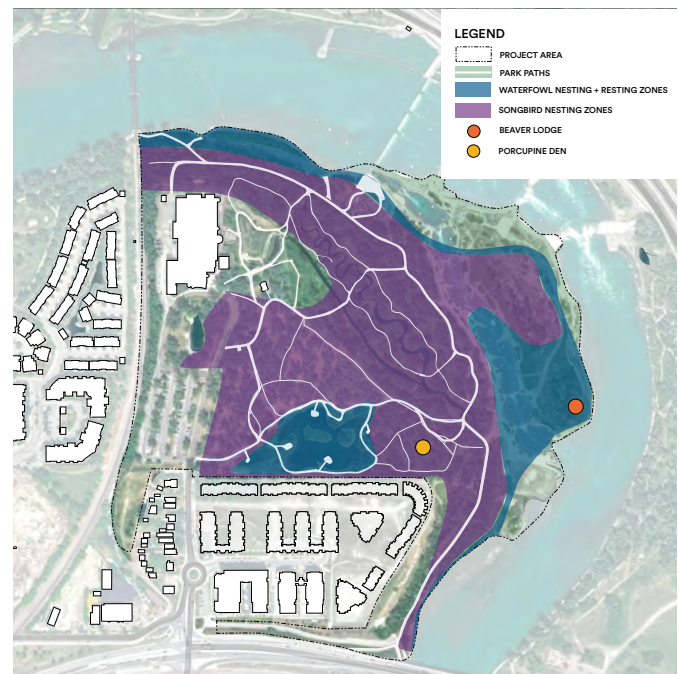 LEGEND
PROJECT AREA
PARK PATHS
WATERFOWL NESTING + RESTING ZONES
SONGBIRD NESTING ZONES
BEAVER LODGE
PORCUPINE DEN